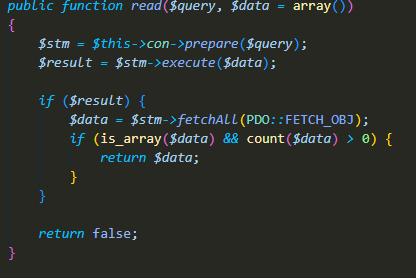 public function read($query, $data = array())
{
    $stm = $this->con->prepare($query);
    $result = $stm->execute($data);

    if ($result) {
        $data = $stm->fetchAll(PDO::FETCH_OBJ);
        if (is_array($data) && count($data) > 0) {
            return $data;
        }
    }

    return false;
}